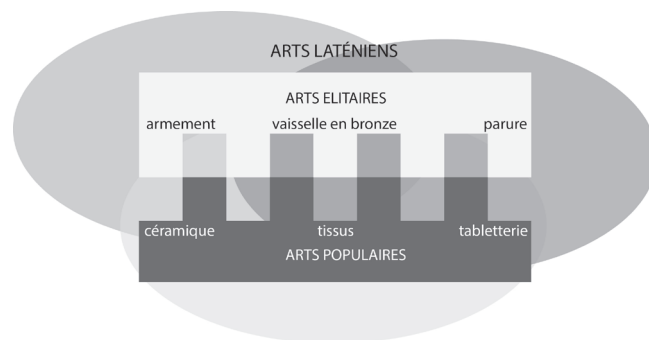 ARTS LATÉNIENS
ARTS ELITAIRES
armement vaisselle en bronze parure
céramique tissus tabletterie
ARTS POPULAIRES